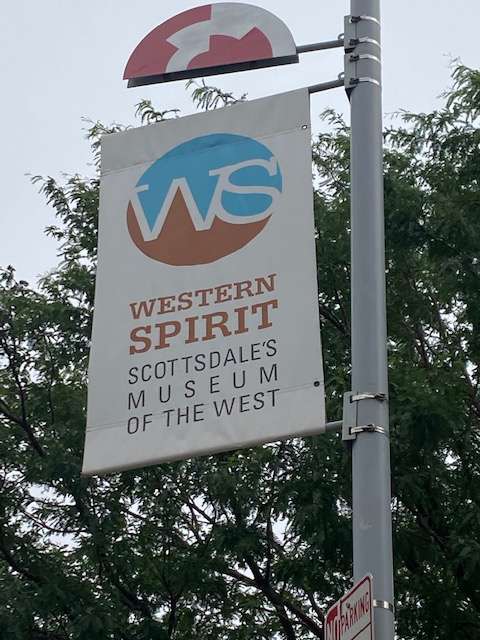 WS
WESTERN
SPIRIT
SCOTTSDALE'S
MUSEUM
OF THE WEST
NO PARKING